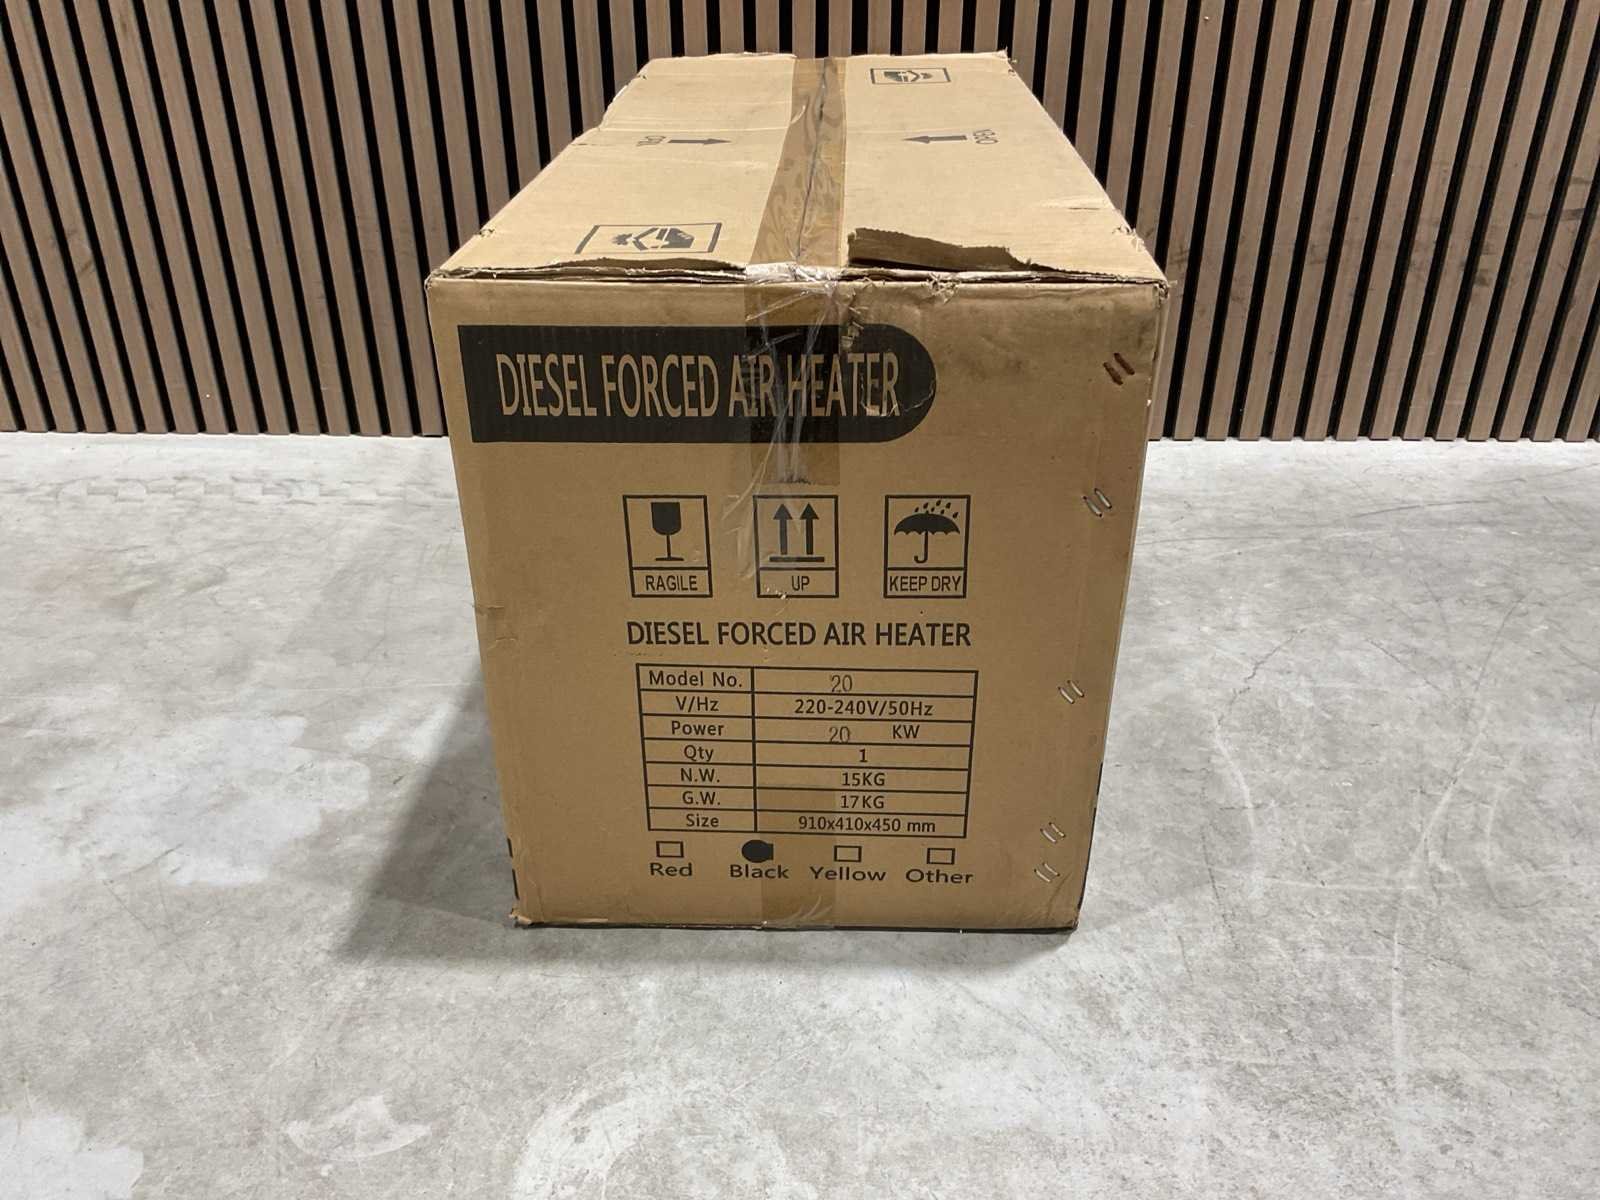 OPEN
DIESEL FORCED AIR HEATER
RAGILE
UP
KEEP DRY
DIESEL FORCED AIR HEATER
Model No. 20
V/Hz 220-240V/50Hz
Power 20 KW
Qty 1
N.W. 15KG
G.W. 17KG
Size 910x410x450 mm
Red Black Yellow Other